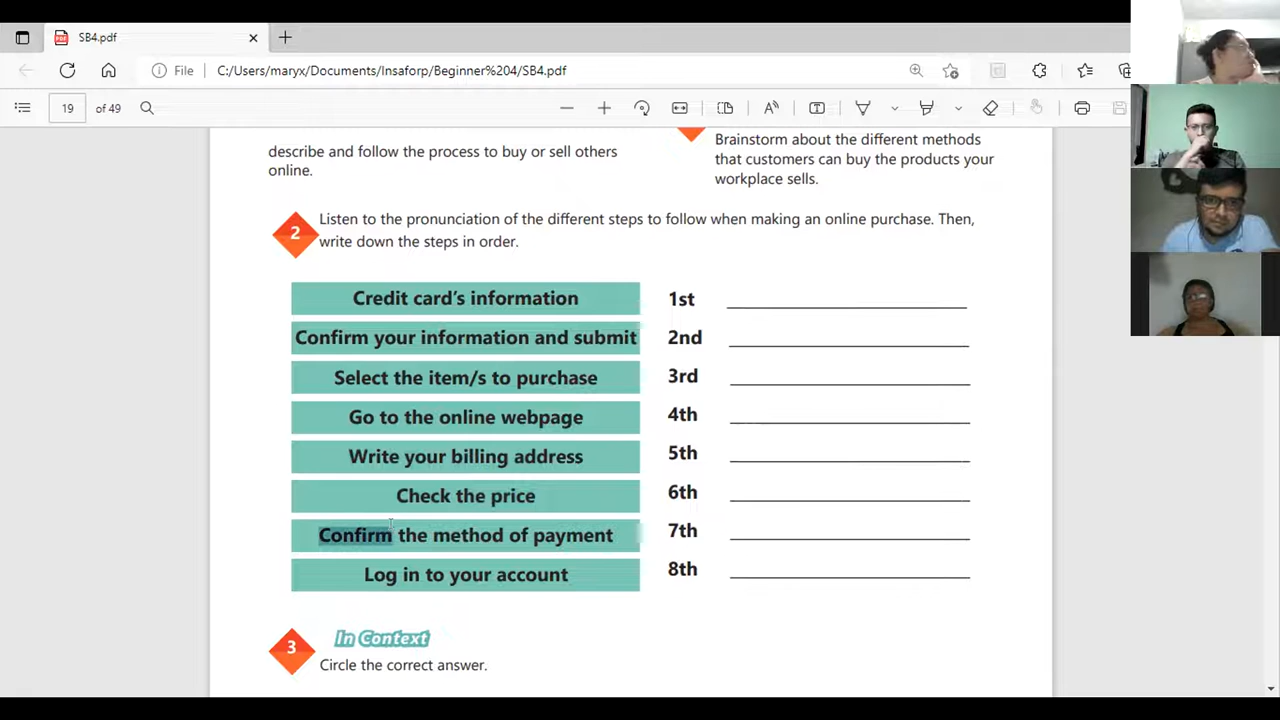 SB4.pdf
File
C:/Users/maryx/Documents/Insaforp/Beginner%204/SB4.pdf
19 of 49
describe and follow the process to buy or sell others
online.
Brainstorm about the different methods
that customers can buy the products your
workplace sells.
2
Listen to the pronunciation of the different steps to follow when making an online purchase. Then,
write down the steps in order.
Credit card's information
Confirm your information and submit
Select the item/s to purchase
Go to the online webpage
Write your billing address
Check the price
Confirm the method of payment
Log in to your account
1st
2nd
3rd
4th
5th
6th
7th
8th
3
In Context
Circle the correct answer.